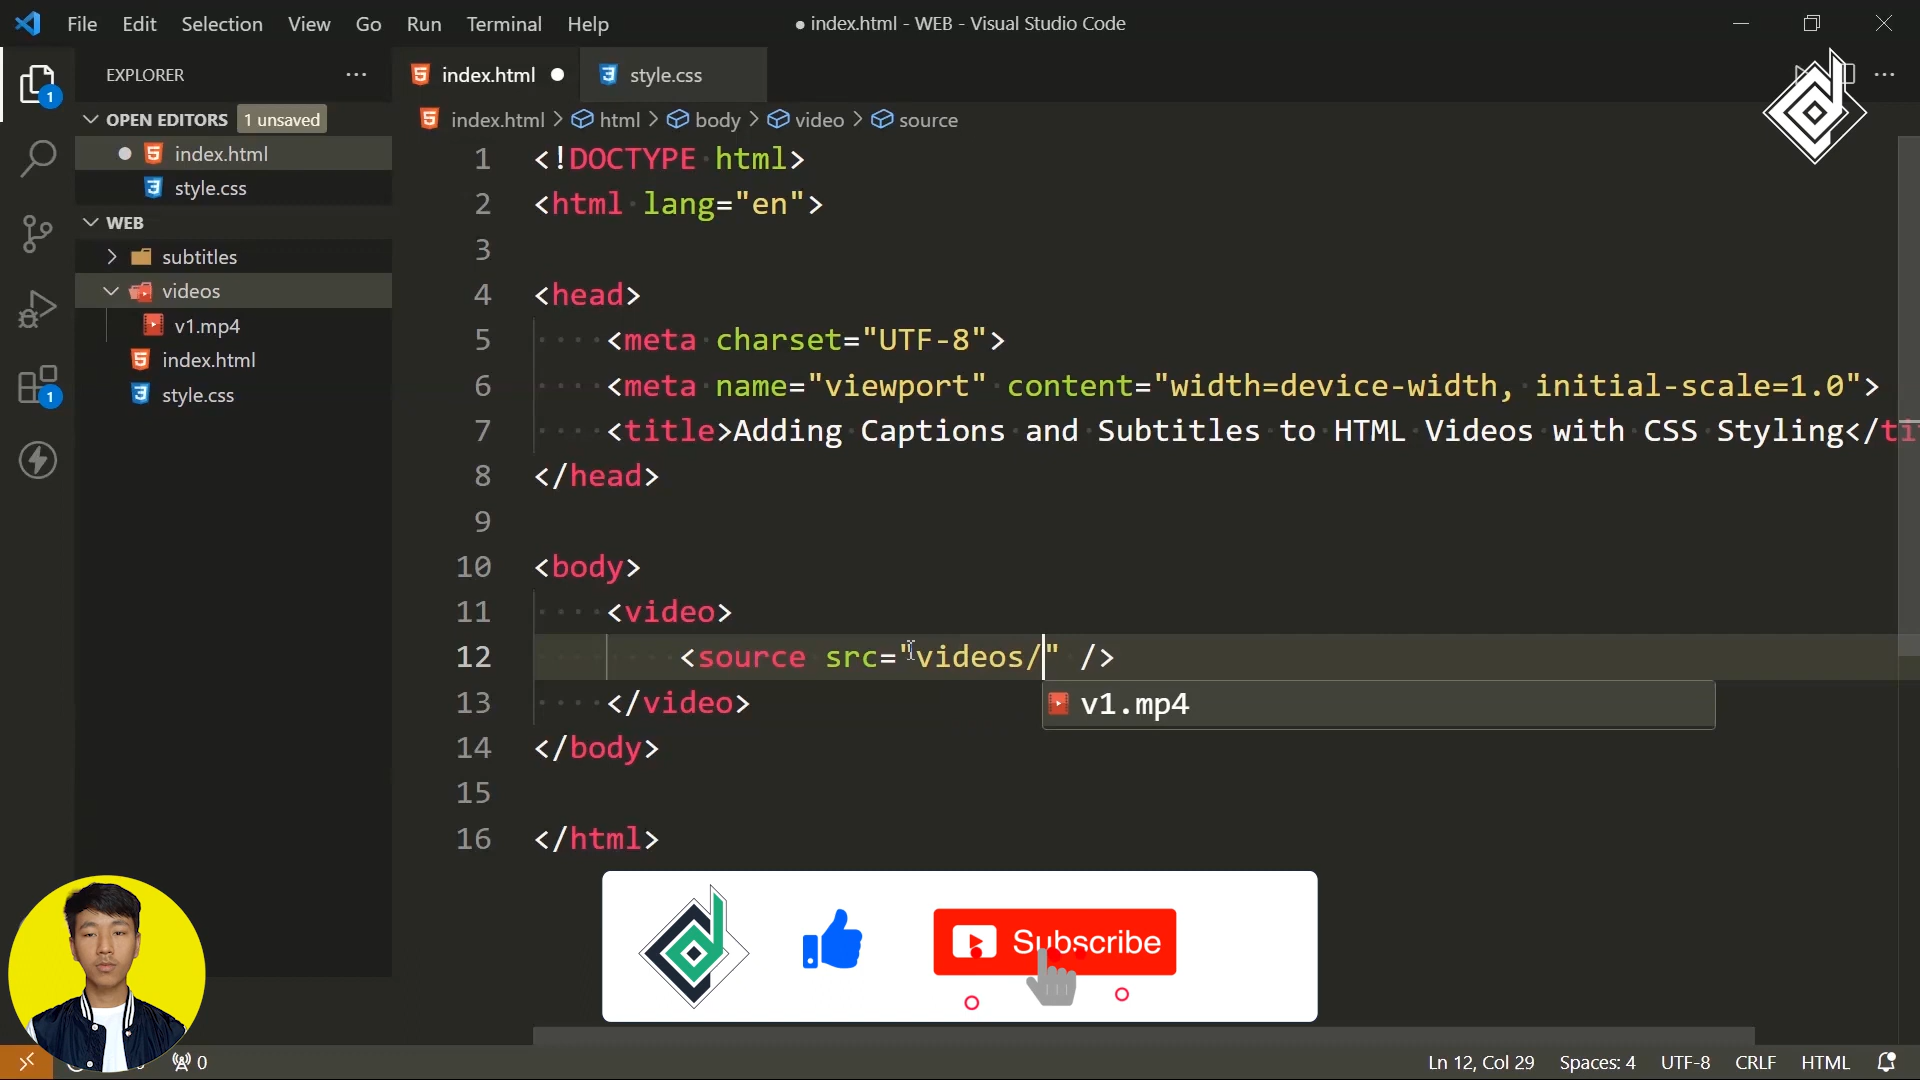 File Edit Selection View Go Run Terminal Help
● index.html - WEB - Visual Studio Code
EXPLORER ···
OPEN EDITORS 1 unsaved
index.html
style.css
WEB
subtitles
videos
v1.mp4
index.html
style.css
1
1
index.html
style.css
index.html > html > body > video > source
1 <!DOCTYPE html>
2 <html lang="en">
3
4 <head>
5 <meta charset="UTF-8">
6 <meta name="viewport" content="width=device-width, initial-scale=1.0">
7 <title>Adding Captions and Subtitles to HTML Videos with CSS Styling</ti
8 </head>
9
10 <body>
11 <video>
12 <source src="videos/" />
v1.mp4
13 </video>
14 </body>
15
16 </html>
Subscribe
0
Ln 12, Col 29 Spaces: 4 UTF-8 CRLF HTML